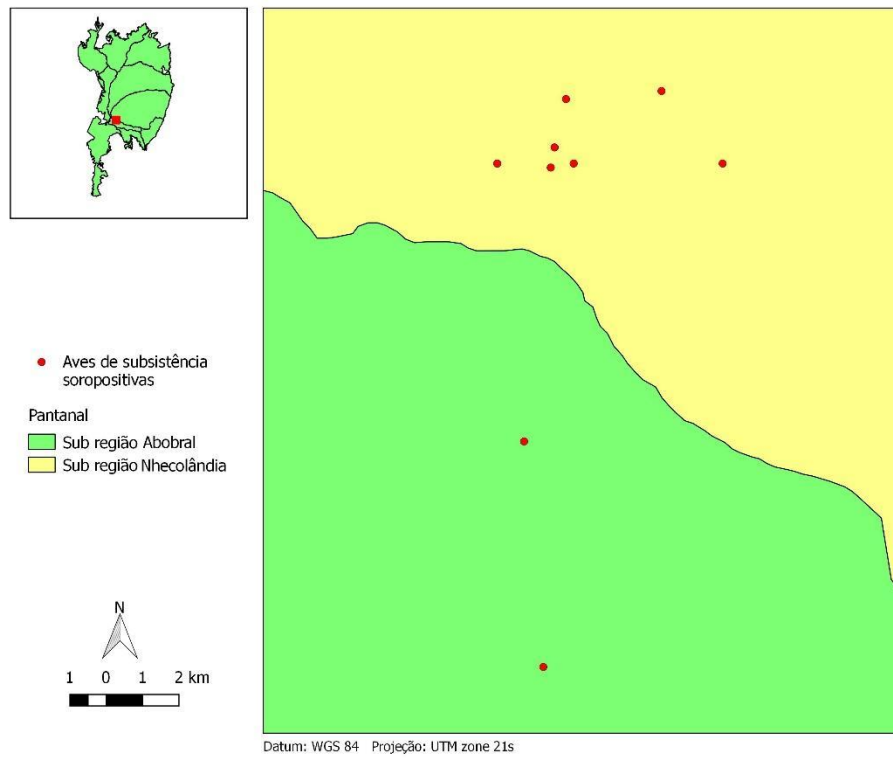 Aves de subsistência
soropositivas
Pantanal
Sub região Abobral
Sub região Nhecolândia
N
1 0 1 2 km
Datum: WGS 84 Projeção: UTM zone 21s